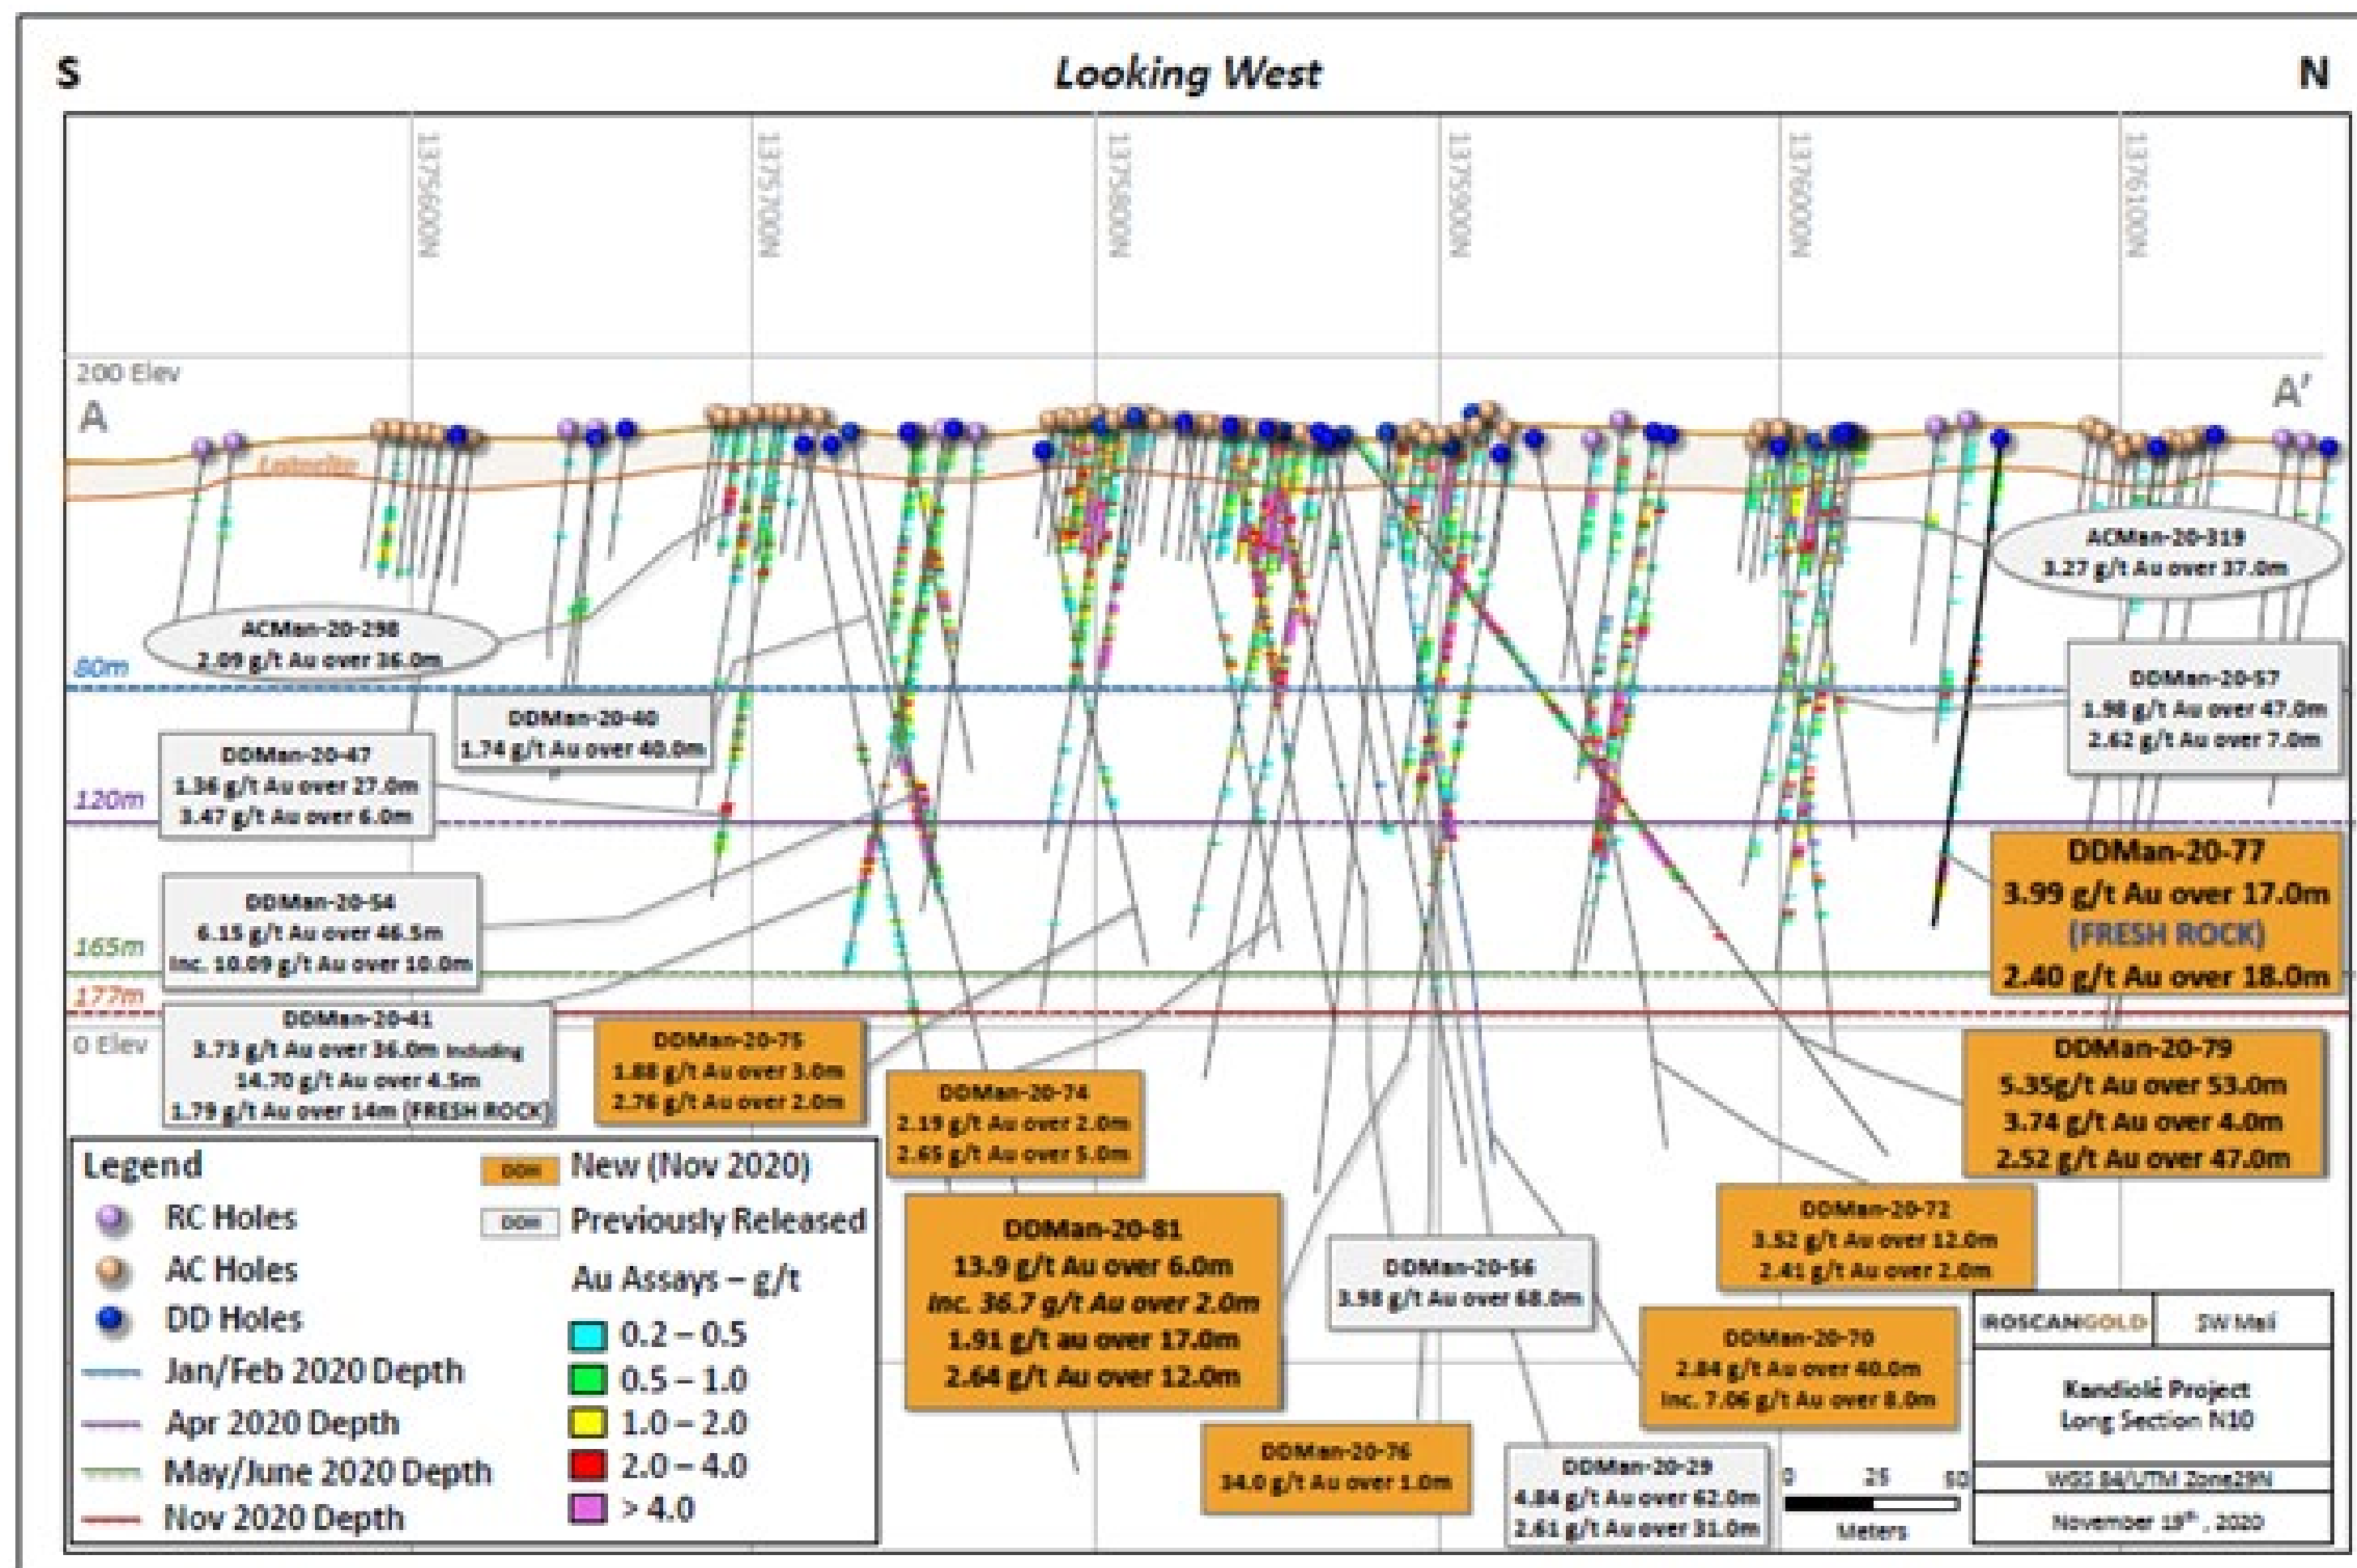 S
Looking West
N
1375600N
1375700N
1375800N
1375900N
1376000N
1376100N
200 Elev
A
A'
Laterite
ACMan-20-319
3.27 g/t Au over 37.0m
ACMan-20-298
2.09 g/t Au over 36.0m
80m
DDMan-20-57
1.98 g/t Au over 47.0m
2.62 g/t Au over 7.0m
DDMan-20-40
1.74 g/t Au over 40.0m
DDMan-20-47
1.36 g/t Au over 27.0m
3.47 g/t Au over 6.0m
120m
DDMan-20-77
3.99 g/t Au over 17.0m
(FRESH ROCK)
2.40 g/t Au over 18.0m
DDMan-20-54
6.15 g/t Au over 46.5m
Inc. 10.09 g/t Au over 10.0m
165m
177m
0 Elev
DDMan-20-41
3.73 g/t Au over 36.0m Including
14.70 g/t Au over 4.5m
1.79 g/t Au over 14m (FRESH ROCK)
DDMan-20-75
1.88 g/t Au over 3.0m
2.76 g/t Au over 2.0m
DDMan-20-74
2.19 g/t Au over 2.0m
2.65 g/t Au over 5.0m
DDMan-20-79
5.35g/t Au over 53.0m
3.74 g/t Au over 4.0m
2.52 g/t Au over 47.0m
DDMan-20-81
13.9 g/t Au over 6.0m
Inc. 36.7 g/t Au over 2.0m
1.91 g/t au over 17.0m
2.64 g/t Au over 12.0m
DDMan-20-56
3.98 g/t Au over 68.0m
DDMan-20-72
3.52 g/t Au over 12.0m
2.41 g/t Au over 2.0m
DDMan-20-70
2.84 g/t Au over 40.0m
Inc. 7.06 g/t Au over 8.0m
DDMan-20-76
34.0 g/t Au over 1.0m
DDMan-20-29
4.84 g/t Au over 62.0m
2.61 g/t Au over 31.0m
Legend
RC Holes
AC Holes
DD Holes
Jan/Feb 2020 Depth
Apr 2020 Depth
May/June 2020 Depth
Nov 2020 Depth
DDH New (Nov 2020)
DDH Previously Released
Au Assays – g/t
0.2 – 0.5
0.5 – 1.0
1.0 – 2.0
2.0 – 4.0
> 4.0
0 25 50
Meters
ROSCANGOLD
SW Mali
Kandiolé Project
Long Section N10
WGS 84/UTM Zone29N
November 19th, 2020